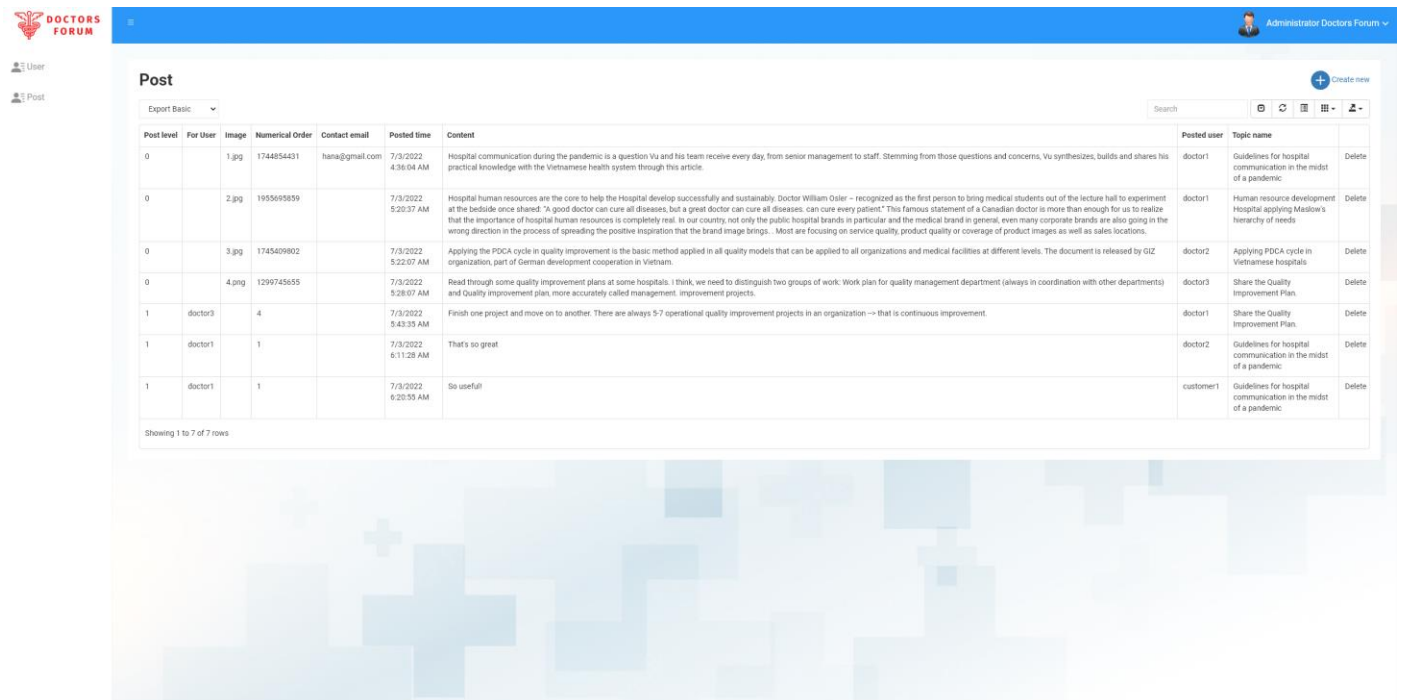 DOCTORS
FORUM
Administrator Doctors Forum
User
Post
Post
Create new
Export Basic
Search
Post level For User Image Numerical Order Contact email Posted time Content Posted user Topic name
0 1.jpg 1744854431 hana@gmail.com 7/3/2022 Hospital communication during the pandemic is a question Vu and his team receive every day, from senior management to staff. Stemming from those questions and concerns, Vu synthesizes, builds and shares his doctor1 Guidelines for hospital Delete
4:36:04 AM practical knowledge with the Vietnamese health system through this article. communication in the midst
of a pandemic
0 2.jpg 1955695859 7/3/2022 Hospital human resources are the core to help the Hospital develop successfully and sustainably. Doctor William Osler – recognized as the first person to bring medical students out of the lecture hall to experiment doctor1 Human resource development Delete
5:20:37 AM at the bedside once shared: "A good doctor can cure all diseases, but a great doctor can cure all diseases. can cure every patient." This famous statement of a Canadian doctor is more than enough for us to realize Hospital applying Maslow's
that the importance of hospital human resources is completely real. In our country, not only the public hospital brands in particular and the medical brand in general, even many corporate brands are also going in the hierarchy of needs
wrong direction in the process of spreading the positive inspiration that the brand image brings. . Most are focusing on service quality, product quality or coverage of product images as well as sales locations.
0 3.jpg 1745409802 7/3/2022 Applying the PDCA cycle in quality improvement is the basic method applied in all quality models that can be applied to all organizations and medical facilities at different levels. The document is released by GIZ doctor2 Applying PDCA cycle in Delete
5:22:07 AM organization, part of German development cooperation in Vietnam. Vietnamese hospitals
0 4.png 1299745655 7/3/2022 Read through some quality improvement plans at some hospitals. I think, we need to distinguish two groups of work: Work plan for quality management department (always in coordination with other departments) doctor3 Share the Quality Delete
5:28:07 AM and Quality improvement plan, more accurately called management. improvement projects. Improvement Plan.
1 doctor3 4 7/3/2022 Finish one project and move on to another. There are always 5-7 operational quality improvement projects in an organization --> that is continuous improvement. doctor1 Share the Quality Delete
5:43:35 AM Improvement Plan.
1 doctor1 1 7/3/2022 That's so great doctor2 Guidelines for hospital Delete
6:11:28 AM communication in the midst
of a pandemic
1 doctor1 1 7/3/2022 So useful! customer1 Guidelines for hospital Delete
6:20:55 AM communication in the midst
of a pandemic
Showing 1 to 7 of 7 rows